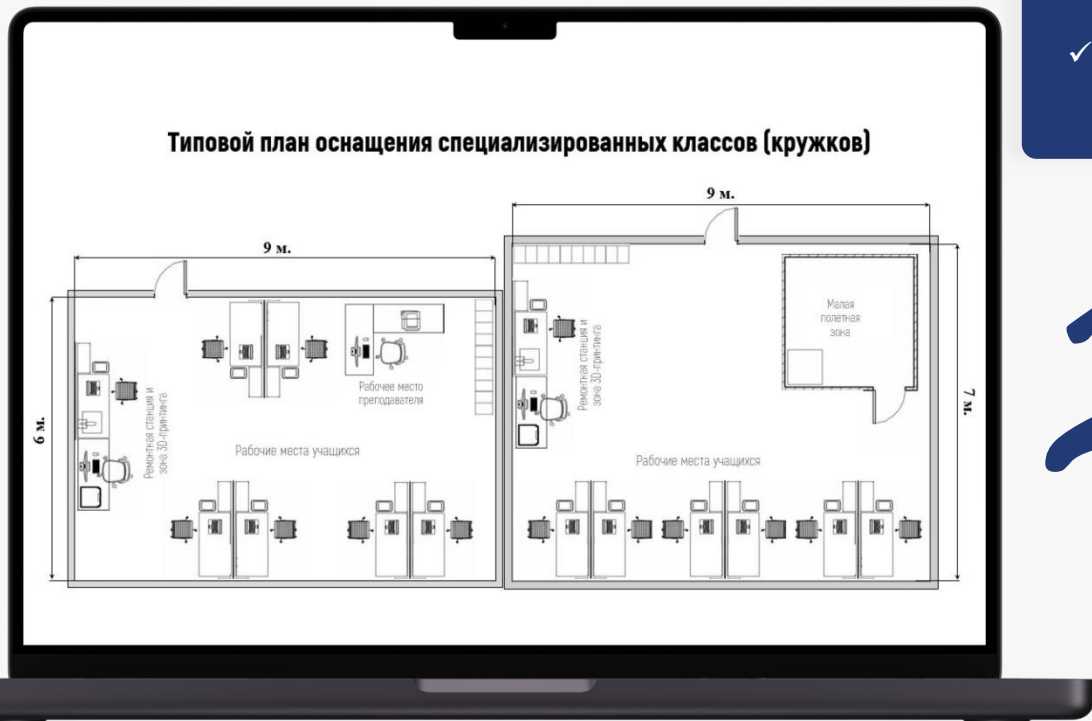 Типовой план оснащения специализированных классов (кружков)
9 м.
6 м.
Ремонтная станция и
зона 3D-принтинга
Рабочее место
преподавателя
Рабочие места учащихся
9 м.
7 м.
Ремонтная станция и
зона 3D-принтинга
Малая
полетная
зона
Рабочие места учащихся